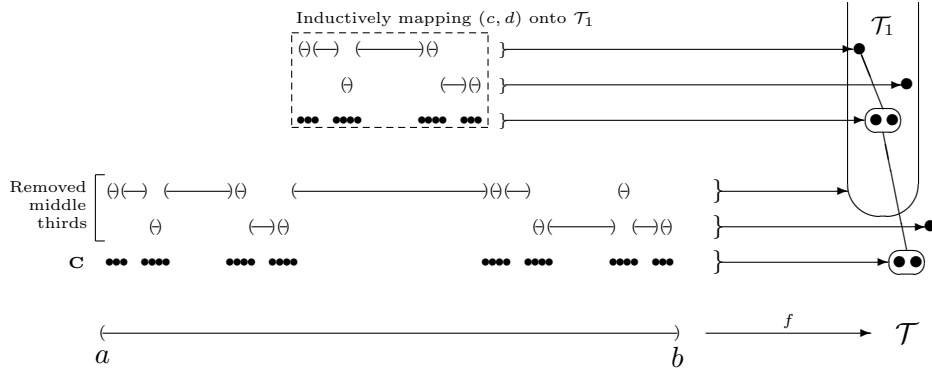 Inductively mapping (c, d) onto 𝒯₁
𝒯₁
Removed
middle
thirds
C
f
𝒯
a
b